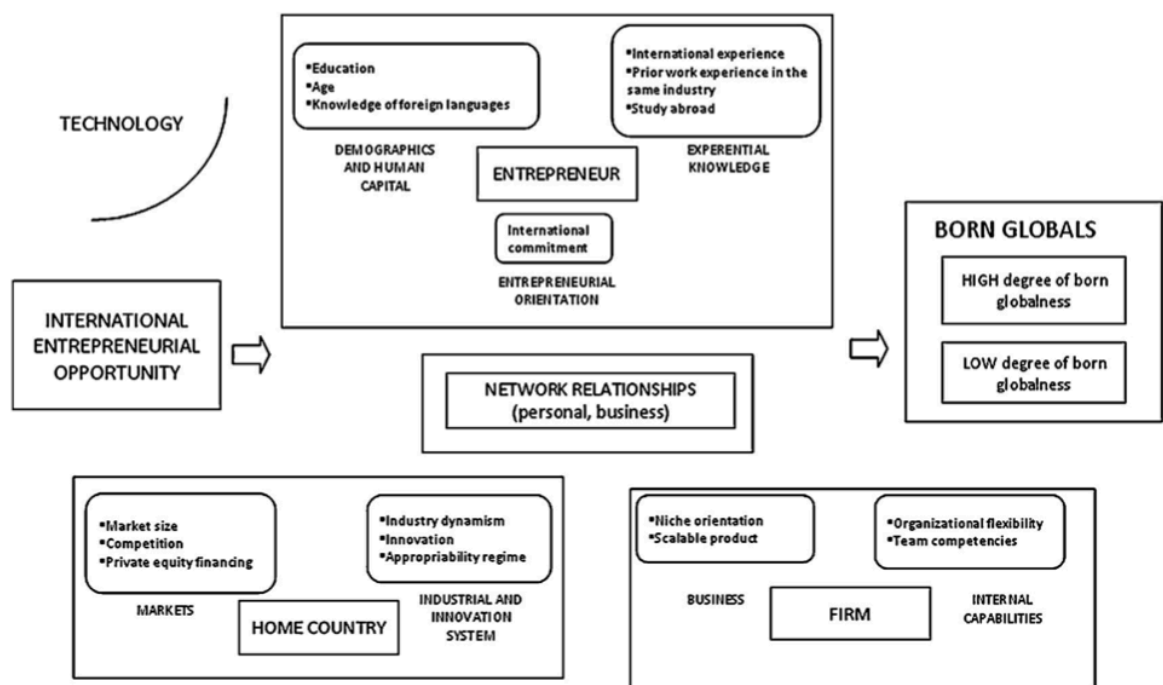 TECHNOLOGY
INTERNATIONAL
ENTREPRENEURIAL
OPPORTUNITY
▪Education
▪Age
▪Knowledge of foreign languages
DEMOGRAPHICS
AND HUMAN
CAPITAL
▪International experience
▪Prior work experience in the
same industry
▪Study abroad
EXPERENTIAL
KNOWLEDGE
ENTREPRENEUR
International
commitment
ENTREPRENEURIAL
ORIENTATION
NETWORK RELATIONSHIPS
(personal, business)
BORN GLOBALS
HIGH degree of born
globalness
LOW degree of born
globalness
▪Market size
▪Competition
▪Private equity financing
MARKETS
▪Industry dynamism
▪Innovation
▪Appropriability regime
INDUSTRIAL AND
INNOVATION
SYSTEM
HOME COUNTRY
▪Niche orientation
▪Scalable product
BUSINESS
▪Organizational flexibility
▪Team competencies
INTERNAL
CAPABILITIES
FIRM